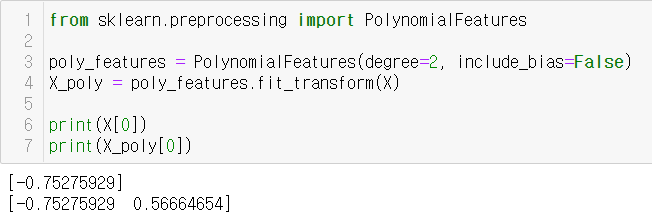 1 from sklearn.preprocessing import PolynomialFeatures
2
3 poly_features = PolynomialFeatures(degree=2, include_bias=False)
4 X_poly = poly_features.fit_transform(X)
5
6 print(X[0])
7 print(X_poly[0])
[-0.75275929]
[-0.75275929  0.56664654]